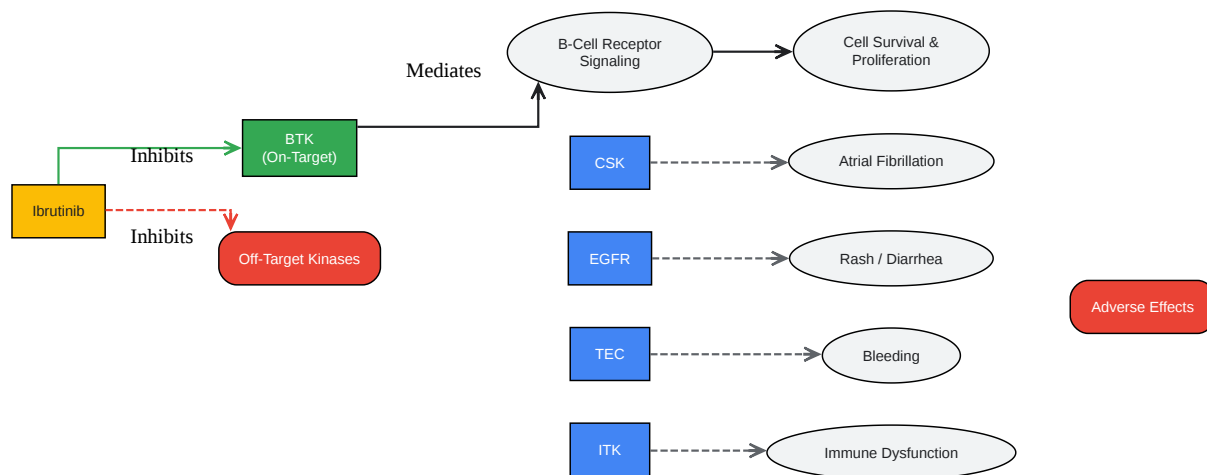 B-Cell Receptor
Signaling
Cell Survival &
Proliferation
Mediates
BTK
(On-Target)
Inhibits
CSK
Atrial Fibrillation
Ibrutinib
Inhibits
Off-Target Kinases
EGFR
Rash / Diarrhea
Adverse Effects
TEC
Bleeding
ITK
Immune Dysfunction